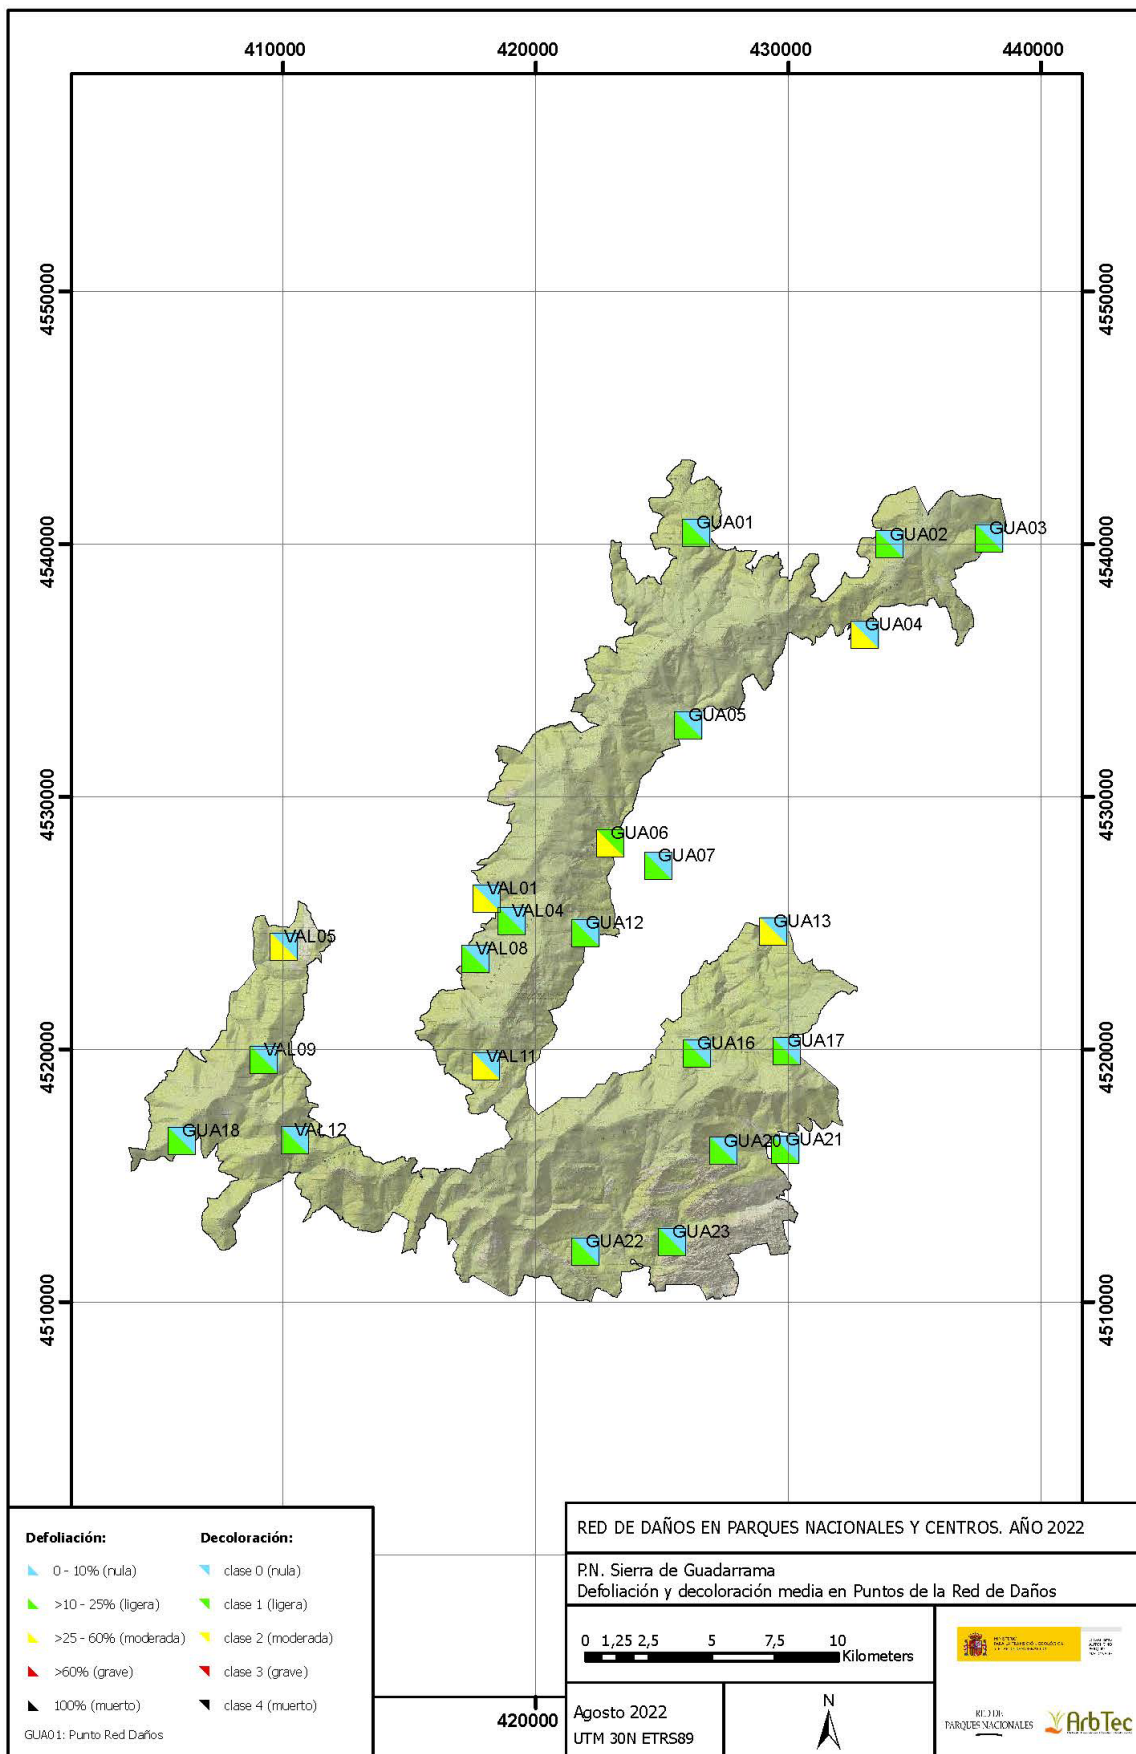 410000 420000 430000 440000
4550000 4550000
GUA01
GUA02
GUA03
4540000 4540000
GUA04
GUA05
4530000 4530000
GUA06
GUA07
VAL01
VAL04
GUA12
GUA13
VAL05
VAL08
4520000 4520000
VAL09
VAL11
GUA16
GUA17
GUA18
VAL12
GUA20
GUA21
GUA22
GUA23
4510000 4510000
420000
Defoliación:
0 - 10% (nula)
>10 - 25% (ligera)
>25 - 60% (moderada)
>60% (grave)
100% (muerto)
Decoloración:
clase 0 (nula)
clase 1 (ligera)
clase 2 (moderada)
clase 3 (grave)
clase 4 (muerto)
GUA01: Punto Red Daños
RED DE DAÑOS EN PARQUES NACIONALES Y CENTROS. AÑO 2022
P.N. Sierra de Guadarrama
Defoliación y decoloración media en Puntos de la Red de Daños
0 1,25 2,5 5 7,5 10
Kilometers
Agosto 2022
UTM 30N ETRS89
N
RED DE
PARQUES NACIONALES
ArbTec